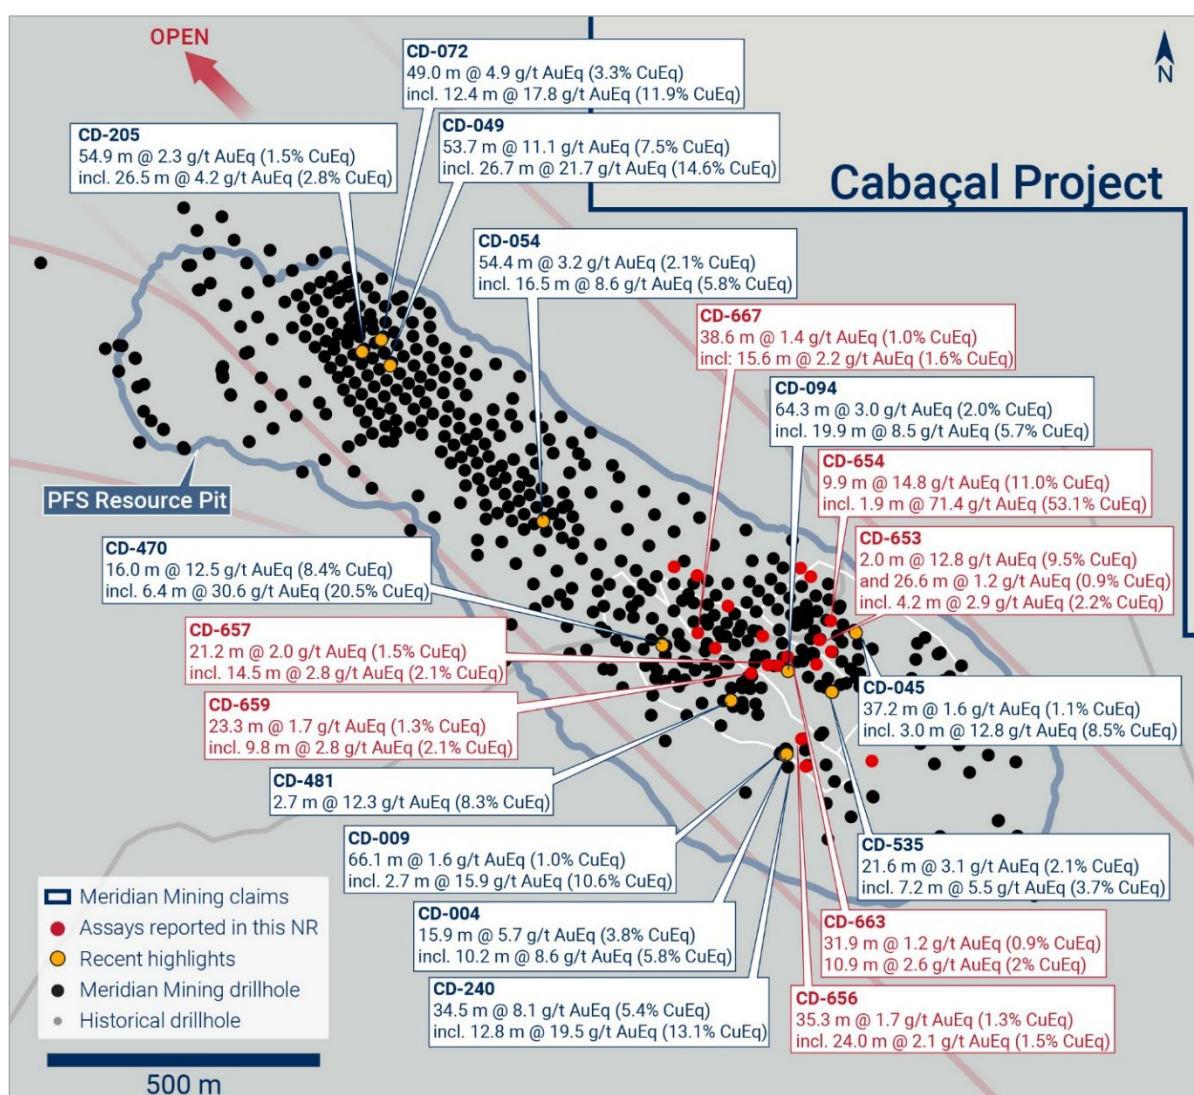 OPEN
N
Cabaçal Project
CD-072
49.0 m @ 4.9 g/t AuEq (3.3% CuEq)
incl. 12.4 m @ 17.8 g/t AuEq (11.9% CuEq)
CD-049
53.7 m @ 11.1 g/t AuEq (7.5% CuEq)
incl. 26.7 m @ 21.7 g/t AuEq (14.6% CuEq)
CD-205
54.9 m @ 2.3 g/t AuEq (1.5% CuEq)
incl. 26.5 m @ 4.2 g/t AuEq (2.8% CuEq)
CD-054
54.4 m @ 3.2 g/t AuEq (2.1% CuEq)
incl. 16.5 m @ 8.6 g/t AuEq (5.8% CuEq)
CD-667
38.6 m @ 1.4 g/t AuEq (1.0% CuEq)
incl: 15.6 m @ 2.2 g/t AuEq (1.6% CuEq)
CD-094
64.3 m @ 3.0 g/t AuEq (2.0% CuEq)
incl. 19.9 m @ 8.5 g/t AuEq (5.7% CuEq)
CD-654
9.9 m @ 14.8 g/t AuEq (11.0% CuEq)
incl. 1.9 m @ 71.4 g/t AuEq (53.1% CuEq)
CD-653
2.0 m @ 12.8 g/t AuEq (9.5% CuEq)
and 26.6 m @ 1.2 g/t AuEq (0.9% CuEq)
incl. 4.2 m @ 2.9 g/t AuEq (2.2% CuEq)
PFS Resource Pit
CD-470
16.0 m @ 12.5 g/t AuEq (8.4% CuEq)
incl. 6.4 m @ 30.6 g/t AuEq (20.5% CuEq)
CD-657
21.2 m @ 2.0 g/t AuEq (1.5% CuEq)
incl. 14.5 m @ 2.8 g/t AuEq (2.1% CuEq)
CD-659
23.3 m @ 1.7 g/t AuEq (1.3% CuEq)
incl. 9.8 m @ 2.8 g/t AuEq (2.1% CuEq)
CD-045
37.2 m @ 1.6 g/t AuEq (1.1% CuEq)
incl. 3.0 m @ 12.8 g/t AuEq (8.5% CuEq)
CD-481
2.7 m @ 12.3 g/t AuEq (8.3% CuEq)
CD-009
66.1 m @ 1.6 g/t AuEq (1.0% CuEq)
incl. 2.7 m @ 15.9 g/t AuEq (10.6% CuEq)
CD-535
21.6 m @ 3.1 g/t AuEq (2.1% CuEq)
incl. 7.2 m @ 5.5 g/t AuEq (3.7% CuEq)
CD-004
15.9 m @ 5.7 g/t AuEq (3.8% CuEq)
incl. 10.2 m @ 8.6 g/t AuEq (5.8% CuEq)
CD-663
31.9 m @ 1.2 g/t AuEq (0.9% CuEq)
10.9 m @ 2.6 g/t AuEq (2% CuEq)
CD-240
34.5 m @ 8.1 g/t AuEq (5.4% CuEq)
incl. 12.8 m @ 19.5 g/t AuEq (13.1% CuEq)
CD-656
35.3 m @ 1.7 g/t AuEq (1.3% CuEq)
incl. 24.0 m @ 2.1 g/t AuEq (1.5% CuEq)
Meridian Mining claims
Assays reported in this NR
Recent highlights
Meridian Mining drillhole
Historical drillhole
500 m